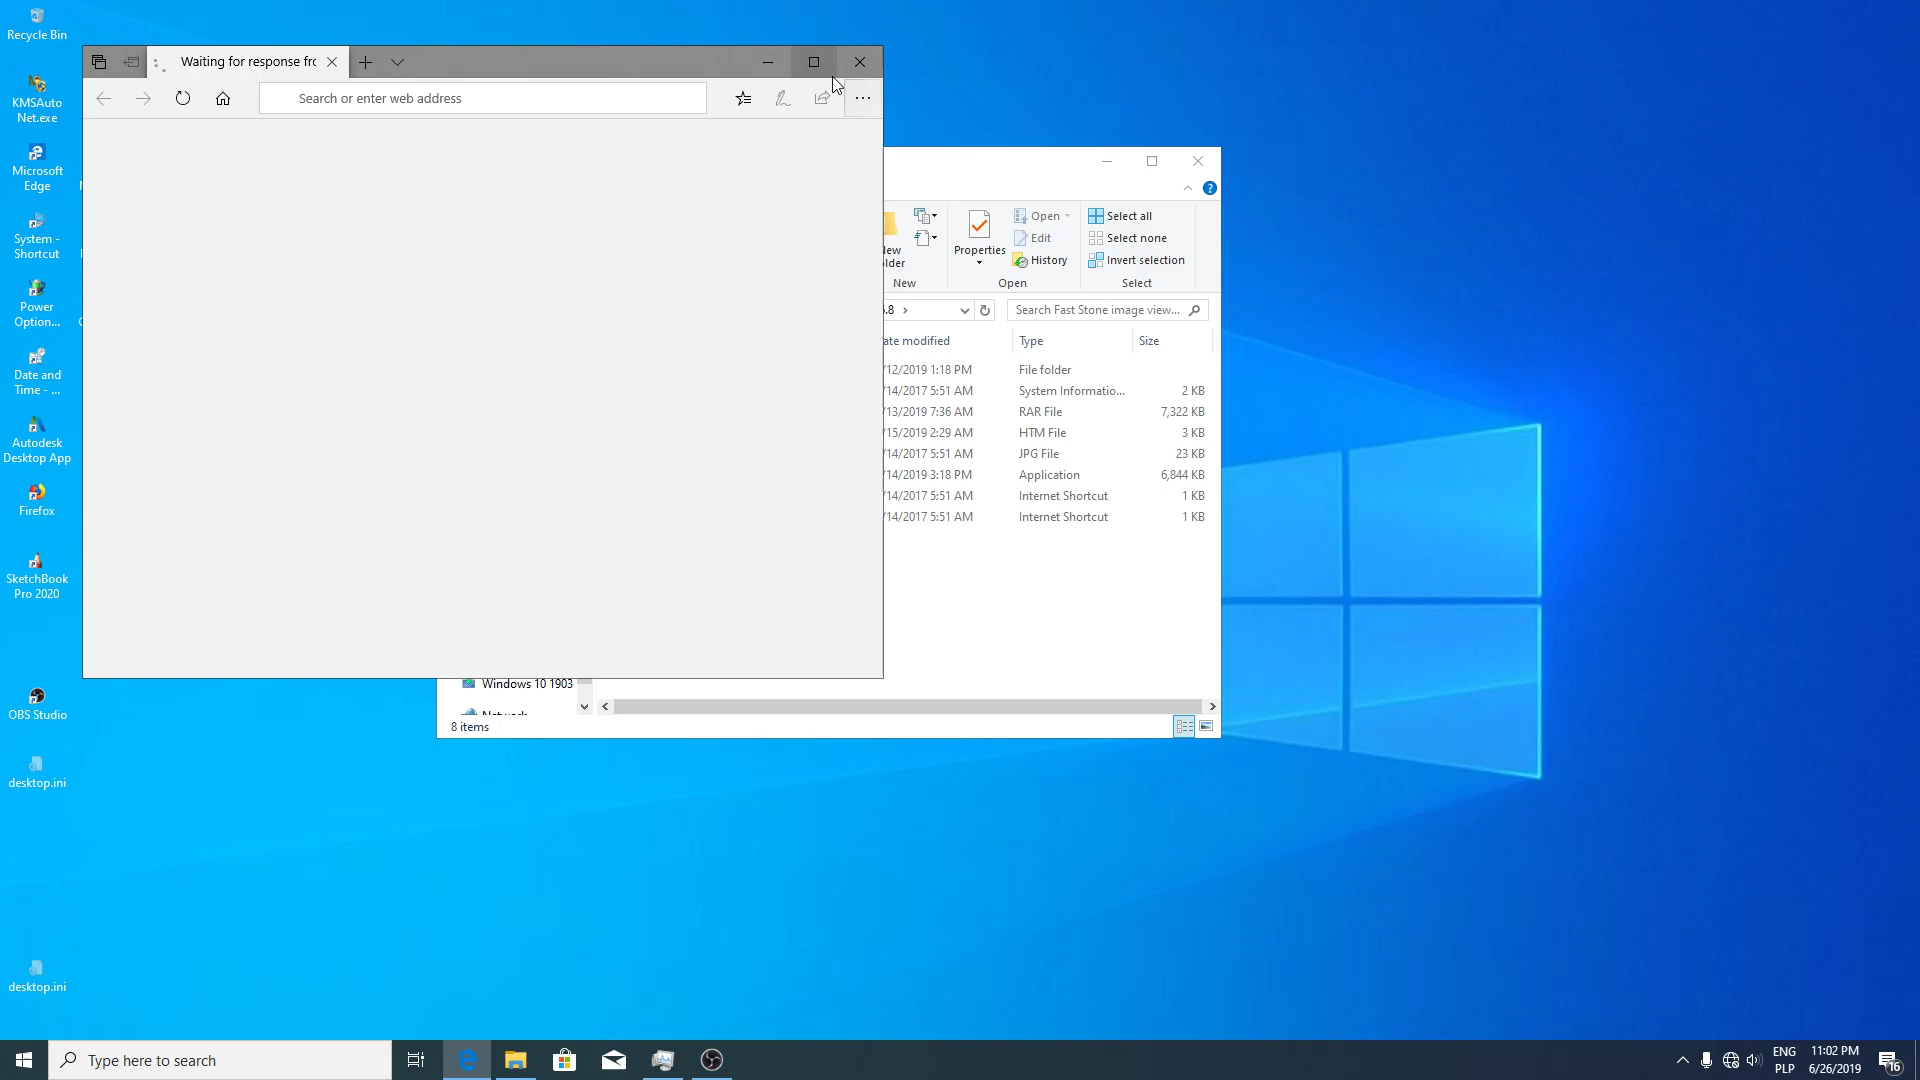 Recycle Bin
KMSAuto
Net.exe
Microsoft
Edge
System -
Shortcut
Power
Option...
Date and
Time - ...
Autodesk
Desktop App
Firefox
SketchBook
Pro 2020
OBS Studio
desktop.ini
desktop.ini
Waiting for response fro
Search or enter web address
Properties
Open
Edit
History
Select all
Select none
Invert selection
New
Open
Select
Search Fast Stone image view...
ate modified
Type
Size
/12/2019 1:18 PM
File folder
/14/2017 5:51 AM
System Informatio...
2 KB
/13/2019 7:36 AM
RAR File
7,322 KB
/15/2019 2:29 AM
HTM File
3 KB
/14/2017 5:51 AM
JPG File
23 KB
/14/2019 3:18 PM
Application
6,844 KB
/14/2017 5:51 AM
Internet Shortcut
1 KB
/14/2017 5:51 AM
Internet Shortcut
1 KB
Windows 10 1903
Network
8 items
Type here to search
ENG
PLP
11:02 PM
6/26/2019
16